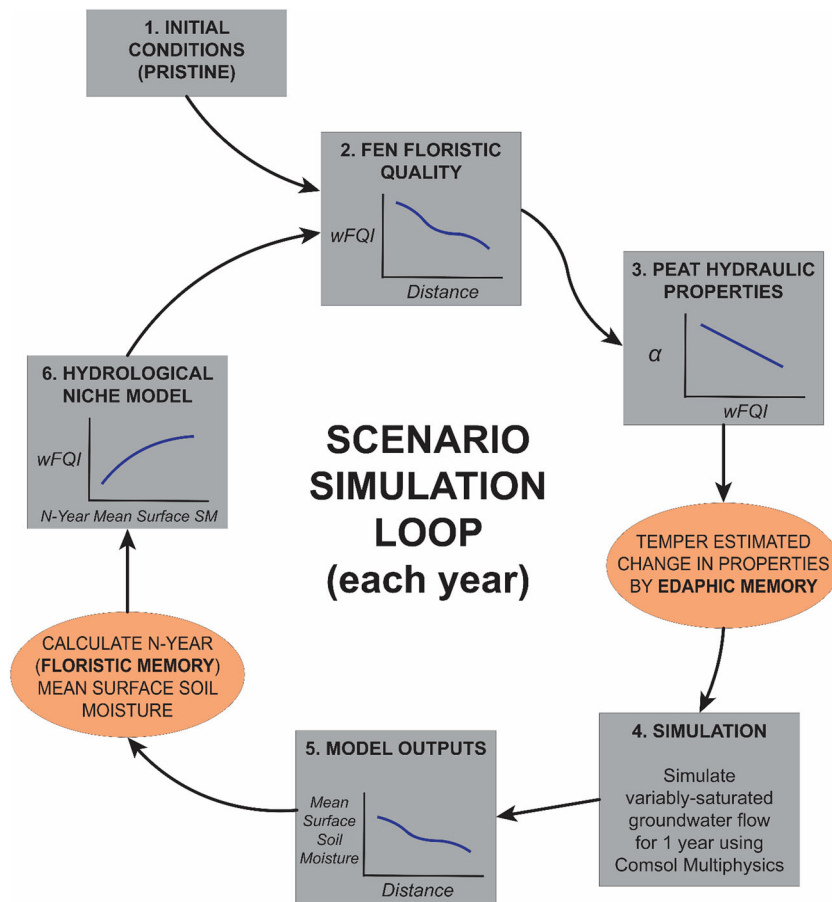 1. INITIAL
CONDITIONS
(PRISTINE)
2. FEN FLORISTIC
QUALITY
wFQI
Distance
3. PEAT HYDRAULIC
PROPERTIES
α
wFQI
TEMPER ESTIMATED
CHANGE IN PROPERTIES
BY EDAPHIC MEMORY
4. SIMULATION
Simulate
variably-saturated
groundwater flow
for 1 year using
Comsol Multiphysics
5. MODEL OUTPUTS
Mean
Surface
Soil
Moisture
Distance
CALCULATE N-YEAR
(FLORISTIC MEMORY)
MEAN SURFACE SOIL
MOISTURE
6. HYDROLOGICAL
NICHE MODEL
wFQI
N-Year Mean Surface SM
SCENARIO
SIMULATION
LOOP
(each year)